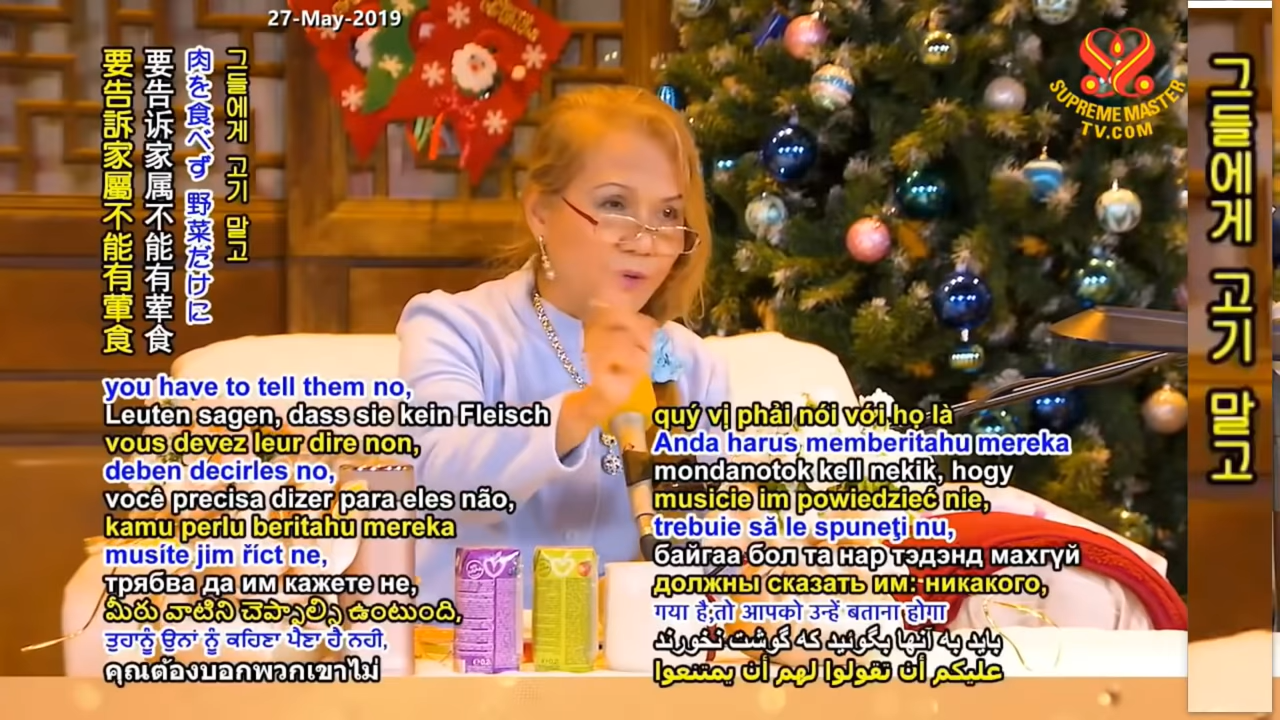 27-May-2019
SUPREME MASTER
TV.COM
그들에게 고기 말고
肉を食べず 野菜だけに
要告诉家属不能有荤食
要告訴家屬不能有葷食
you have to tell them no,
Leuten sagen, dass sie kein Fleisch
vous devez leur dire non,
deben decirles no,
você precisa dizer para eles não,
kamu perlu beritahu mereka
musíte jim říct ne,
трябва да им кажете не,
మీరు వాటిని చెప్పాల్సి ఉంటుంది,
ਤੁਹਾਨੂੰ ਉਨਾਂ ਨੂੰ ਕਹਿਣਾ ਪੈਣਾ ਹੈ ਨਹੀ,
คุณต้องบอกพวกเขาไม่
quý vị phải nói với họ là
Anda harus memberitahu mereka
mondanotok kell nekik, hogy
musicie im powiedzieć nie,
trebuie să le spuneţi nu,
байгаа бол та нар тэдэнд махгүй
должны сказать им: никакого,
गया है;तो आपको उन्हें बताना होगा
باید به آنها بگوئید که گوشت نخورند
عليكم أن تقولوا لهم أن يمتنعوا
그들에게 고기 말고